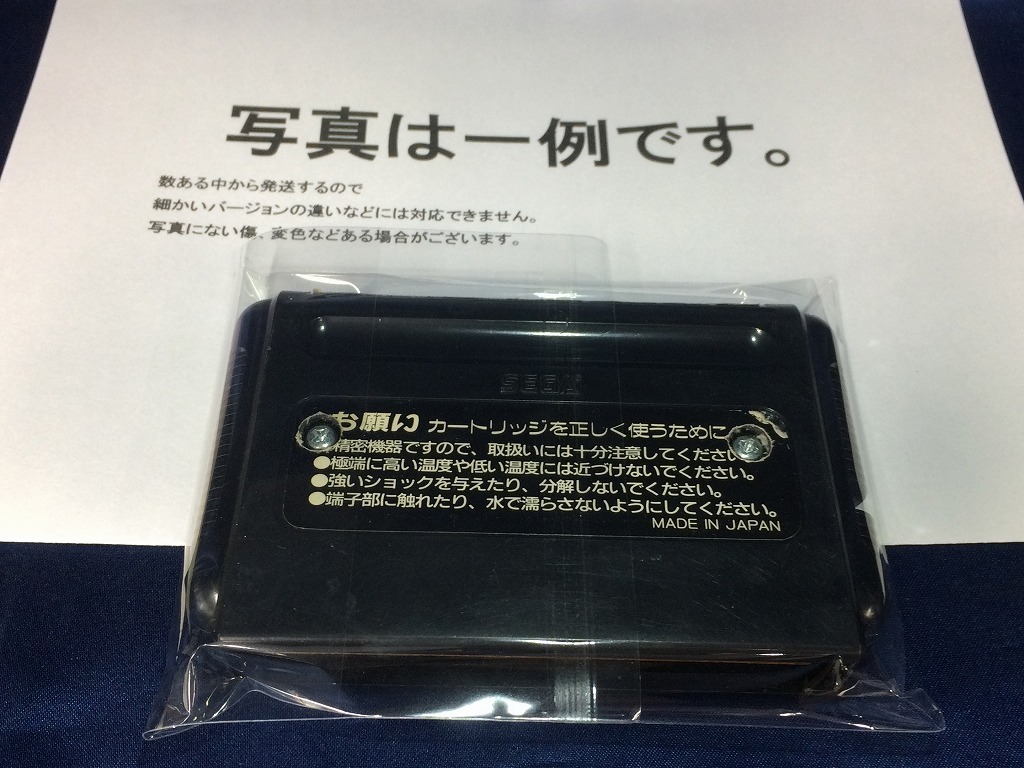 写真は一例です。
数ある中から発送するので
細かいバージョンの違いなどには対応できません。
写真にない傷、変色などある場合がございます。
SEGA
お願い カートリッジを正しく使うために
精密機器ですので、取扱いには十分注意してください
●極端に高い温度や低い温度には近づけないでください。
●強いショックを与えたり、分解しないでください。
●端子部に触れたり、水で濡らさないようにしてください。
MADE IN JAPAN